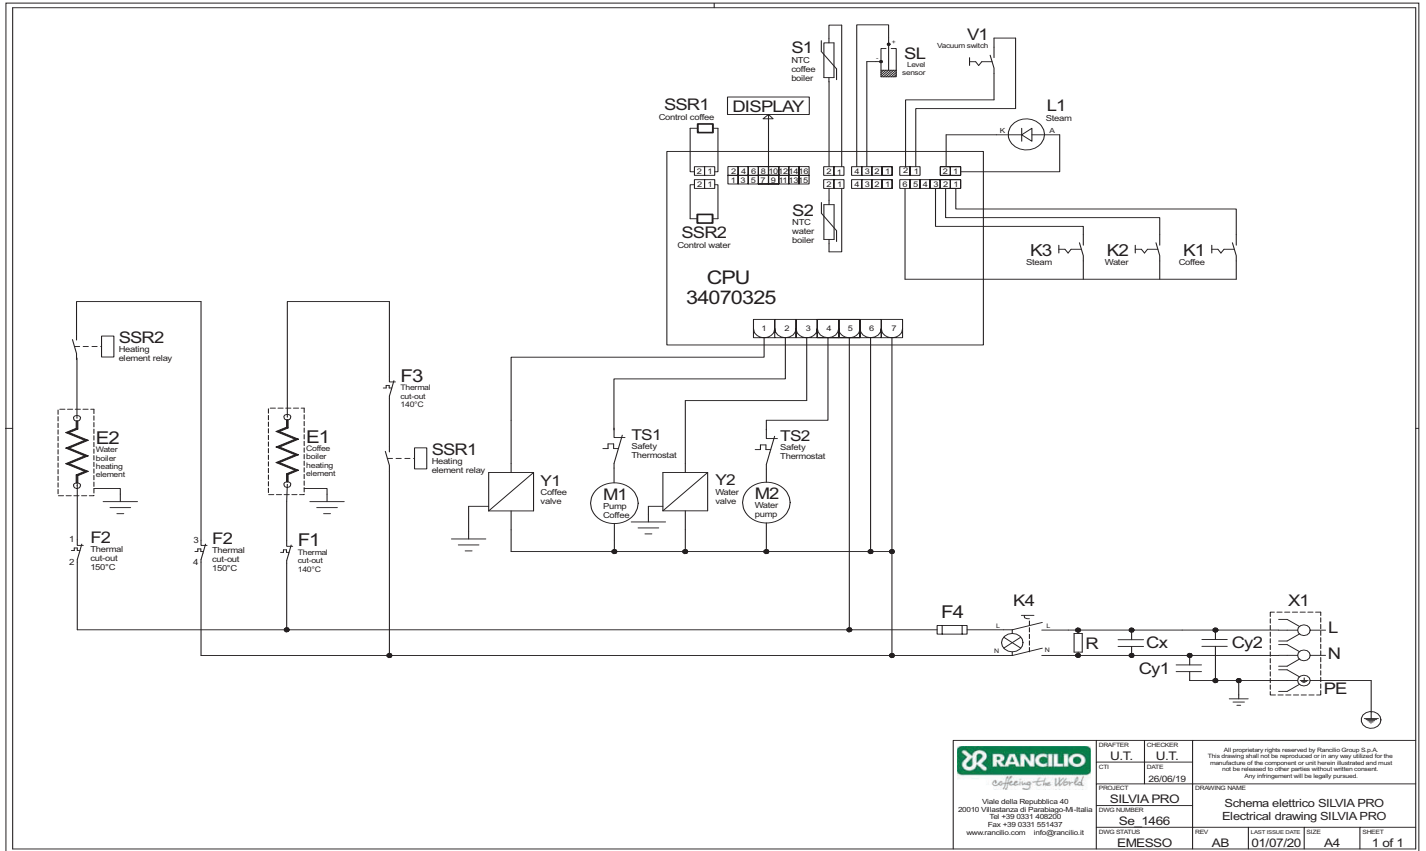 S1
NTC
coffee
boiler
+
-
SL
Level
sensor
V1
Vacuum switch
SSR1
Control coffee
DISPLAY
L1
Steam
K
A
2 1
2 4 6 8 10 12 14 16
1 3 5 7 9 11 13 15
2 1
4 3 2 1
2 1
2 1
2 1
2 1
4 3 2 1
6 5 4 3 2 1
SSR2
Control water
S2
NTC
water
boiler
K3
Steam
K2
Water
K1
Coffee
CPU
34070325
1 2 3 4 5 6 7
SSR2
Heating
element relay
F3
Thermal
cut-out
140°C
E2
Water
boiler
heating
element
E1
Coffee
boiler
heating
element
SSR1
Heating
element relay
TS1
Safety
Thermostat
TS2
Safety
Thermostat
Y1
Coffee
valve
M1
Pump
Coffee
Y2
Water
valve
M2
Water
pump
1
2
F2
Thermal
cut-out
150°C
3
4
F2
Thermal
cut-out
150°C
F1
Thermal
cut-out
140°C
F4
K4
L
L
N
N
R
Cx
Cy1
Cy2
X1
L
N
PE
RANCILIO
coffeeing the World
Viale della Repubblica 40
20010 Villastanza di Parabiago-Mi-Italia
Tel +39 0331 408200
Fax +39 0331 551437
www.rancilio.com info@rancilio.it
DRAFTER
U.T.
CHECKER
U.T.
CTI
DATE
26/06/19
All proprietary rights reserved by Rancilio Group S.p.A.
This drawing shall not be reproduced or in any way utilized for the
manufacture of the component or unit herein illustrated and must
not be released to other parties without written consent.
Any infringement will be legally pursued.
PROJECT
SILVIA PRO
DWG NUMBER
Se_1466
DRAWING NAME
Schema elettrico SILVIA PRO
Electrical drawing SILVIA PRO
DWG STATUS
EMESSO
REV
AB
LAST ISSUE DATE
01/07/20
SIZE
A4
SHEET
1 of 1